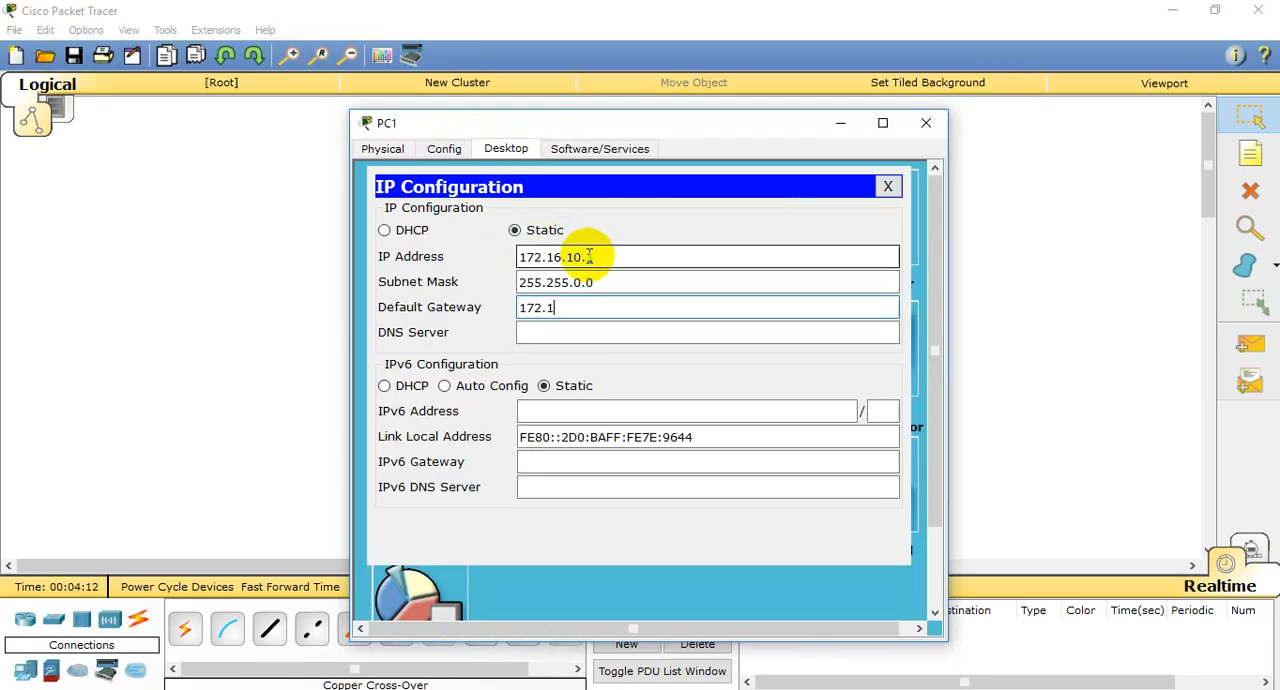 Cisco Packet Tracer
File Edit Options View Tools Extensions Help
Logical [Root] New Cluster Move Object Set Tiled Background Viewport
PC1
Physical Config Desktop Software/Services
IP Configuration X
IP Configuration
DHCP Static
IP Address 172.16.10.
Subnet Mask 255.255.0.0
Default Gateway 172.1
DNS Server
IPv6 Configuration
DHCP Auto Config Static
IPv6 Address /
Link Local Address FE80::2D0:BAFF:FE7E:9644
IPv6 Gateway
IPv6 DNS Server
Time: 00:04:12 Power Cycle Devices Fast Forward Time Realtime
Type Color Time(sec) Periodic Num
Connections
New Delete
Toggle PDU List Window
Copper Cross-Over